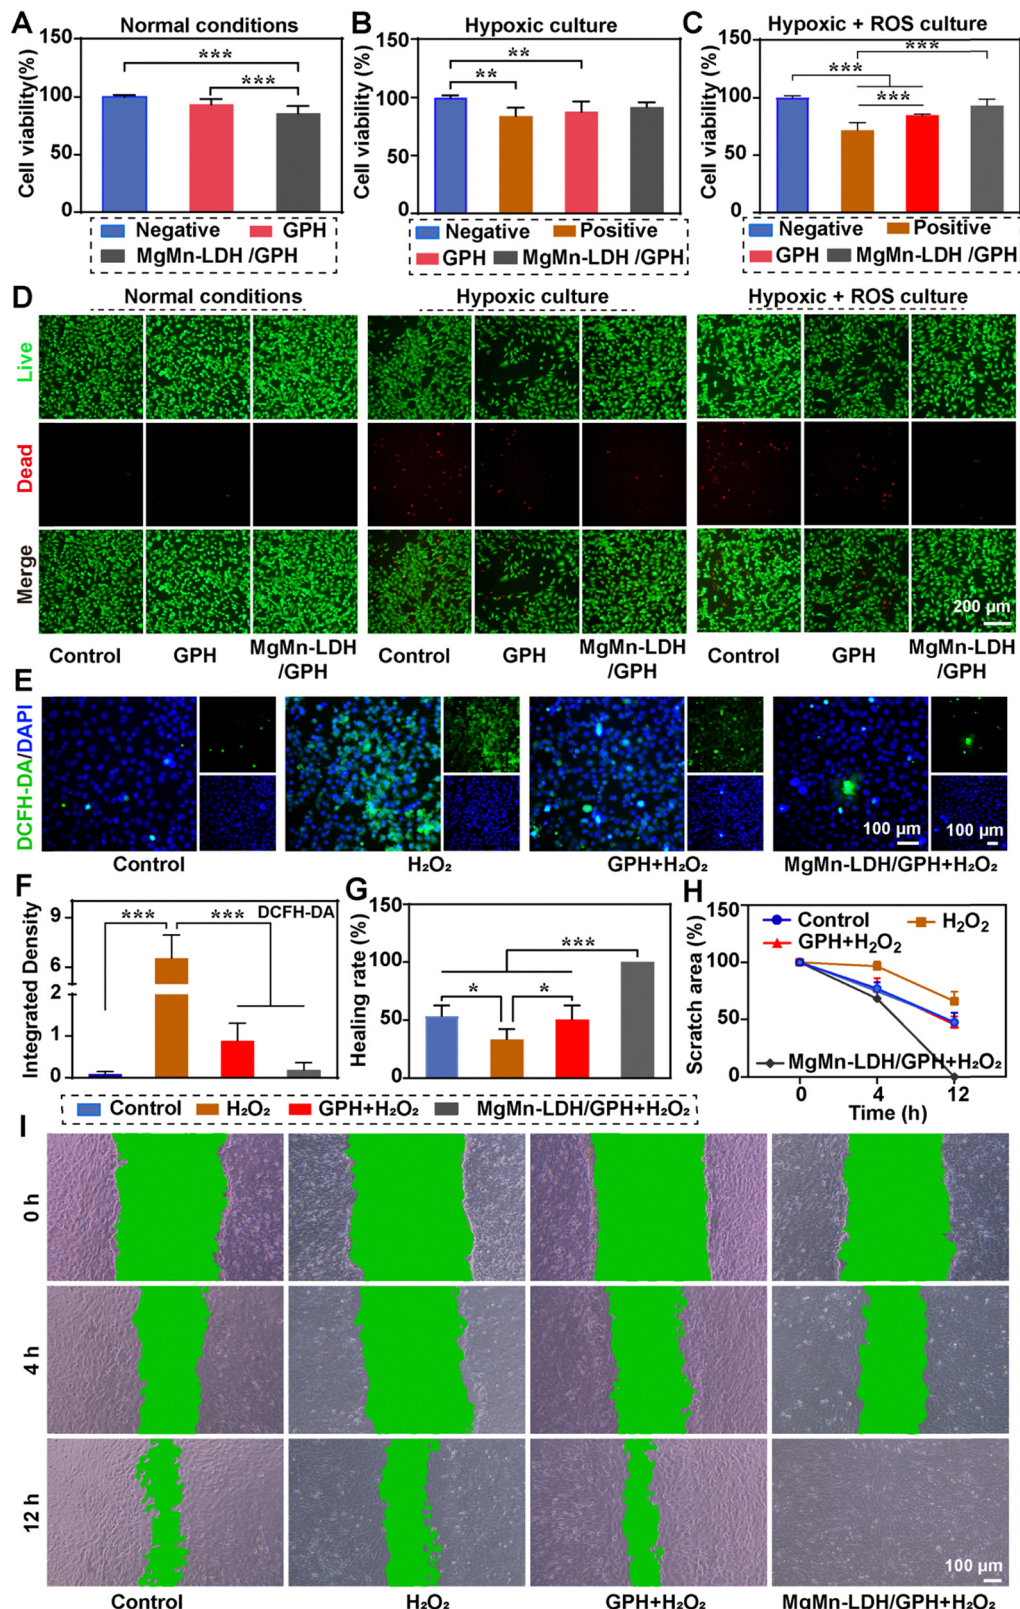 A
Normal conditions
Cell viability(%)
150
100
50
0
***
***
Negative
GPH
MgMn-LDH /GPH
B
Hypoxic culture
Cell viability (%)
150
100
50
0
**
**
Negative
Positive
GPH
MgMn-LDH /GPH
C
Hypoxic + ROS culture
Cell viability (%)
150
100
50
0
***
***
***
Negative
Positive
GPH
MgMn-LDH /GPH
D
Normal conditions
Hypoxic culture
Hypoxic + ROS culture
Live
Dead
Merge
200 µm
Control
GPH
MgMn-LDH
/GPH
Control
GPH
MgMn-LDH
/GPH
Control
GPH
MgMn-LDH
/GPH
E
DCFH-DA/DAPI
100 µm
100 µm
Control
H₂O₂
GPH+H₂O₂
MgMn-LDH/GPH+H₂O₂
F
Integrated Density
9
6
2
1
0
***
***
DCFH-DA
G
Healing rate (%)
150
100
50
0
***
*
*
Control
H₂O₂
GPH+H₂O₂
MgMn-LDH/GPH+H₂O₂
H
Scratch area (%)
150
100
50
0
Control
H₂O₂
GPH+H₂O₂
MgMn-LDH/GPH+H₂O₂
0
4
12
Time (h)
I
0 h
4 h
12 h
100 µm
Control
H₂O₂
GPH+H₂O₂
MgMn-LDH/GPH+H₂O₂